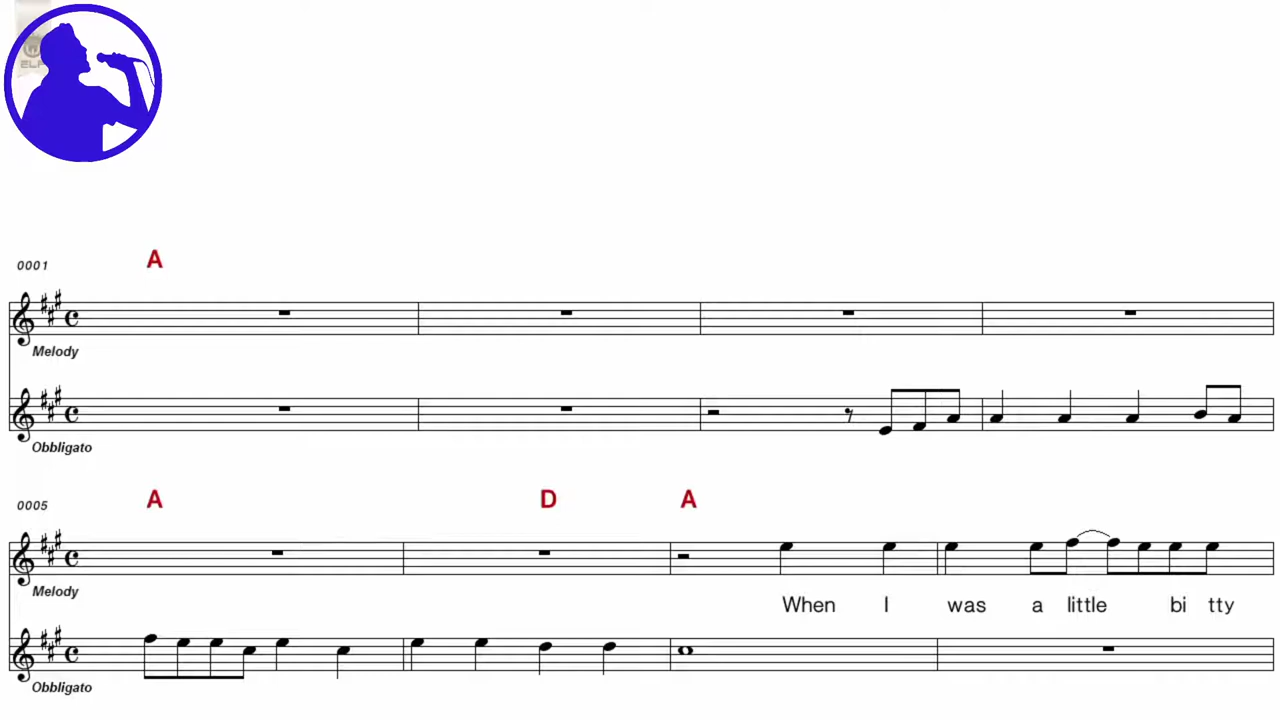 0001
A
Melody
Obbligato
0005
A D A
Melody
When I was a little bi tty
Obbligato